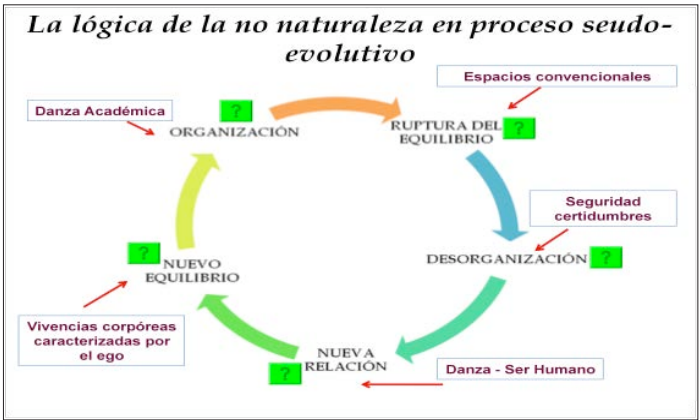 La lógica de la no naturaleza en proceso seudo-
evolutivo
Espacios convencionales
Danza Académica
?
ORGANIZACIÓN
RUPTURA DEL
EQUILIBRIO
?
Seguridad
certidumbres
DESORGANIZACIÓN
?
?
NUEVO
EQUILIBRIO
Vivencias corpóreas
caracterizadas por
el ego
NUEVA
RELACIÓN
?
Danza - Ser Humano